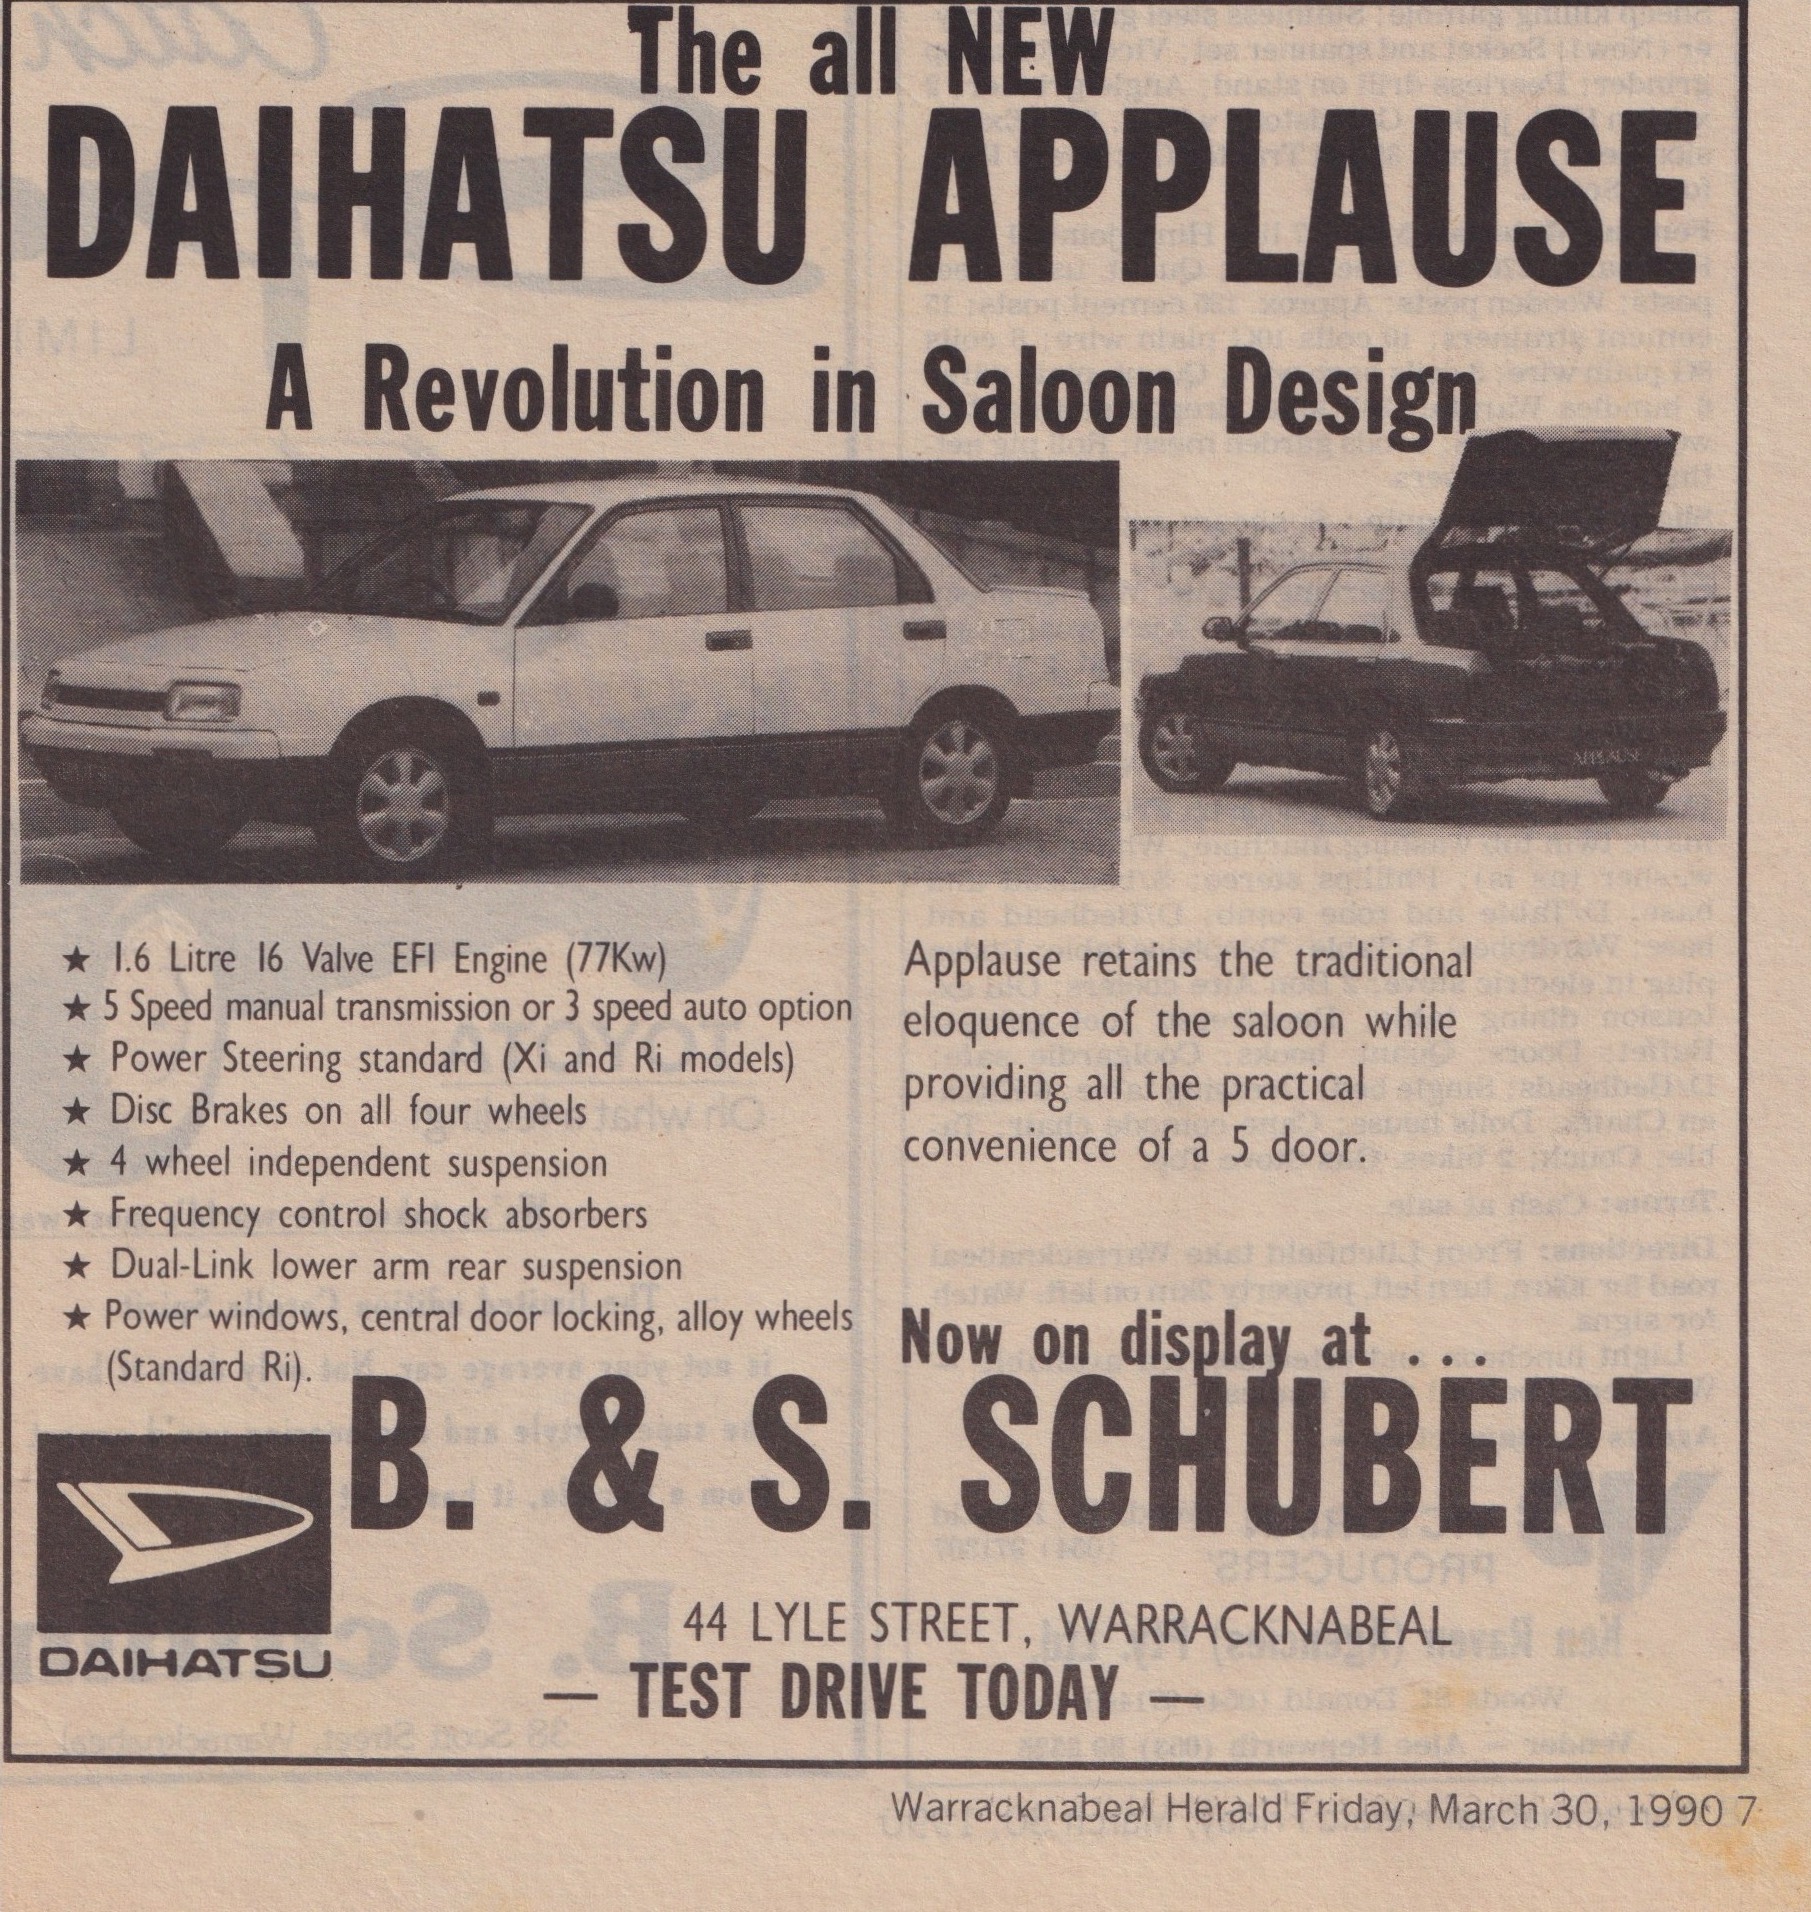 The all NEW
DAIHATSU APPLAUSE
A Revolution in Saloon Design
APPLAUSE
★ 1.6 Litre 16 Valve EFI Engine (77Kw)
★ 5 Speed manual transmission or 3 speed auto option
★ Power Steering standard (Xi and Ri models)
★ Disc Brakes on all four wheels
★ 4 wheel independent suspension
★ Frequency control shock absorbers
★ Dual-Link lower arm rear suspension
★ Power windows, central door locking, alloy wheels
(Standard Ri).
Applause retains the traditional
eloquence of the saloon while
providing all the practical
convenience of a 5 door.
Now on display at . . .
B. & S. SCHUBERT
DAIHATSU
44 LYLE STREET, WARRACKNABEAL
— TEST DRIVE TODAY —
Warracknabeal Herald Friday, March 30, 1990 7